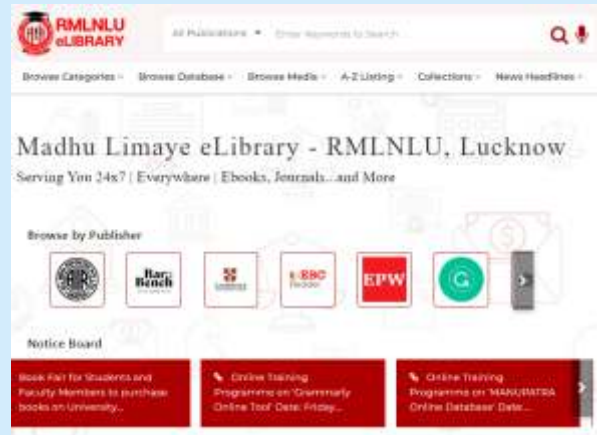 RMLNLU
eLIBRARY
All Publications
Enter Keywords to Search
Browse Categories
Browse Database
Browse Media
A-Z Listing
Collections
News Headlines
Madhu Limaye eLibrary - RMLNLU, Lucknow
Serving You 24x7 | Everywhere | Ebooks, Journals...and More
Browse by Publisher
AIR
Bar&
Bench
EBC
Reader
EPW
G
Notice Board
Book Fair for Students and
Faculty Members to purchase
books on University...
Online Training
Programme on 'Grammarly
Online Tool' Date: Friday...
Online Training
Programme on 'MANUPATRA
Online Database' Date:...